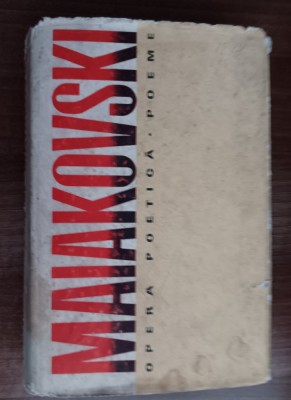 MAIAKOVSKI
OPERA POETICĂ · POEME